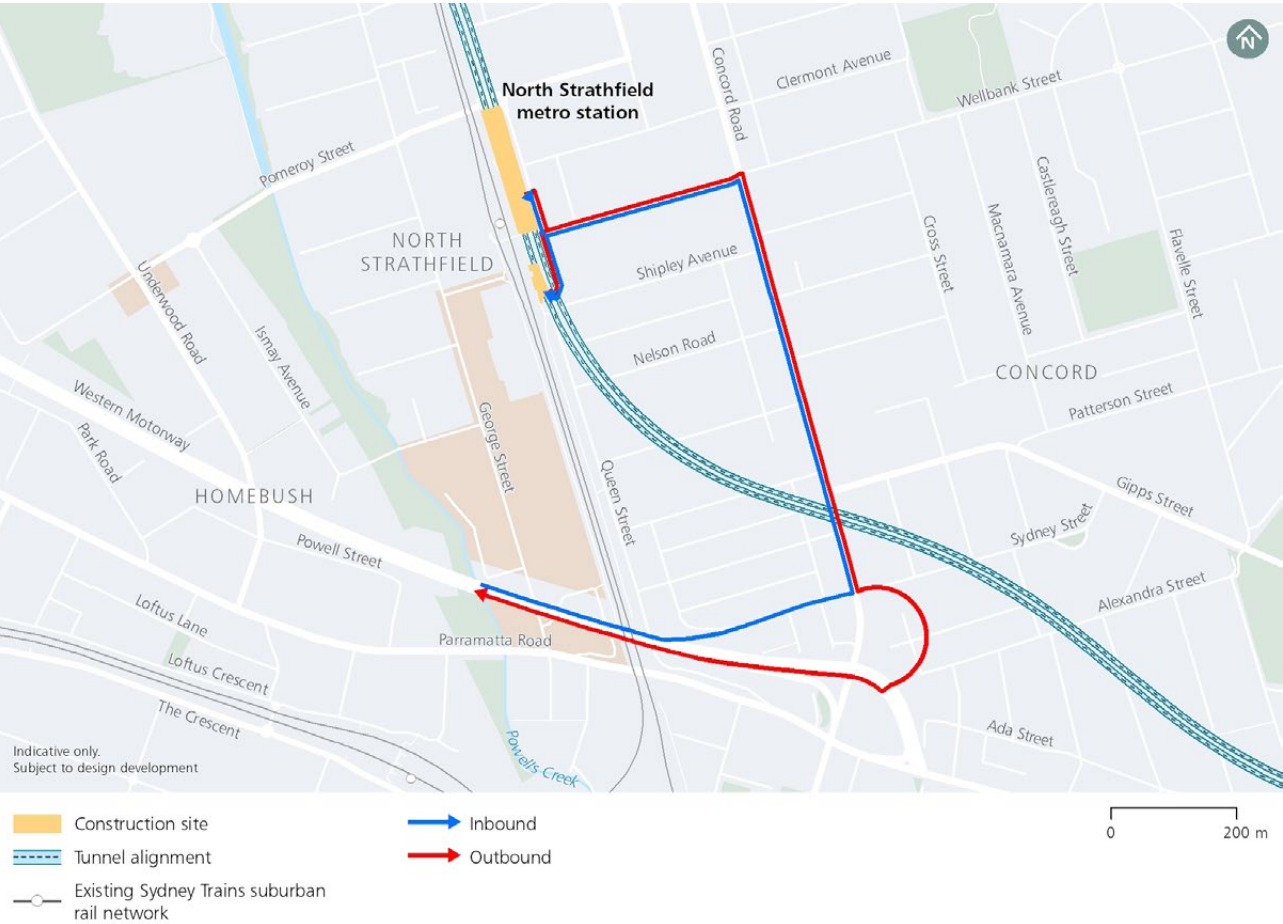 N
Concord Road
Clermont Avenue
Wellbank Street
North Strathfield
metro station
Pomeroy Street
Castlereagh Street
Macnamara Avenue
Cross Street
Flavelle Street
NORTH
STRATHFIELD
Shipley Avenue
Underwood Road
Ismay Avenue
Nelson Road
CONCORD
Patterson Street
Western Motorway
Park Road
George Street
Queen Street
HOMEBUSH
Gipps Street
Sydney Street
Powell Street
Alexandra Street
Loftus Lane
Parramatta Road
Loftus Crescent
The Crescent
Ada Street
Powell's Creek
Indicative only.
Subject to design development
Construction site
Tunnel alignment
Existing Sydney Trains suburban
rail network
Inbound
Outbound
0 200 m